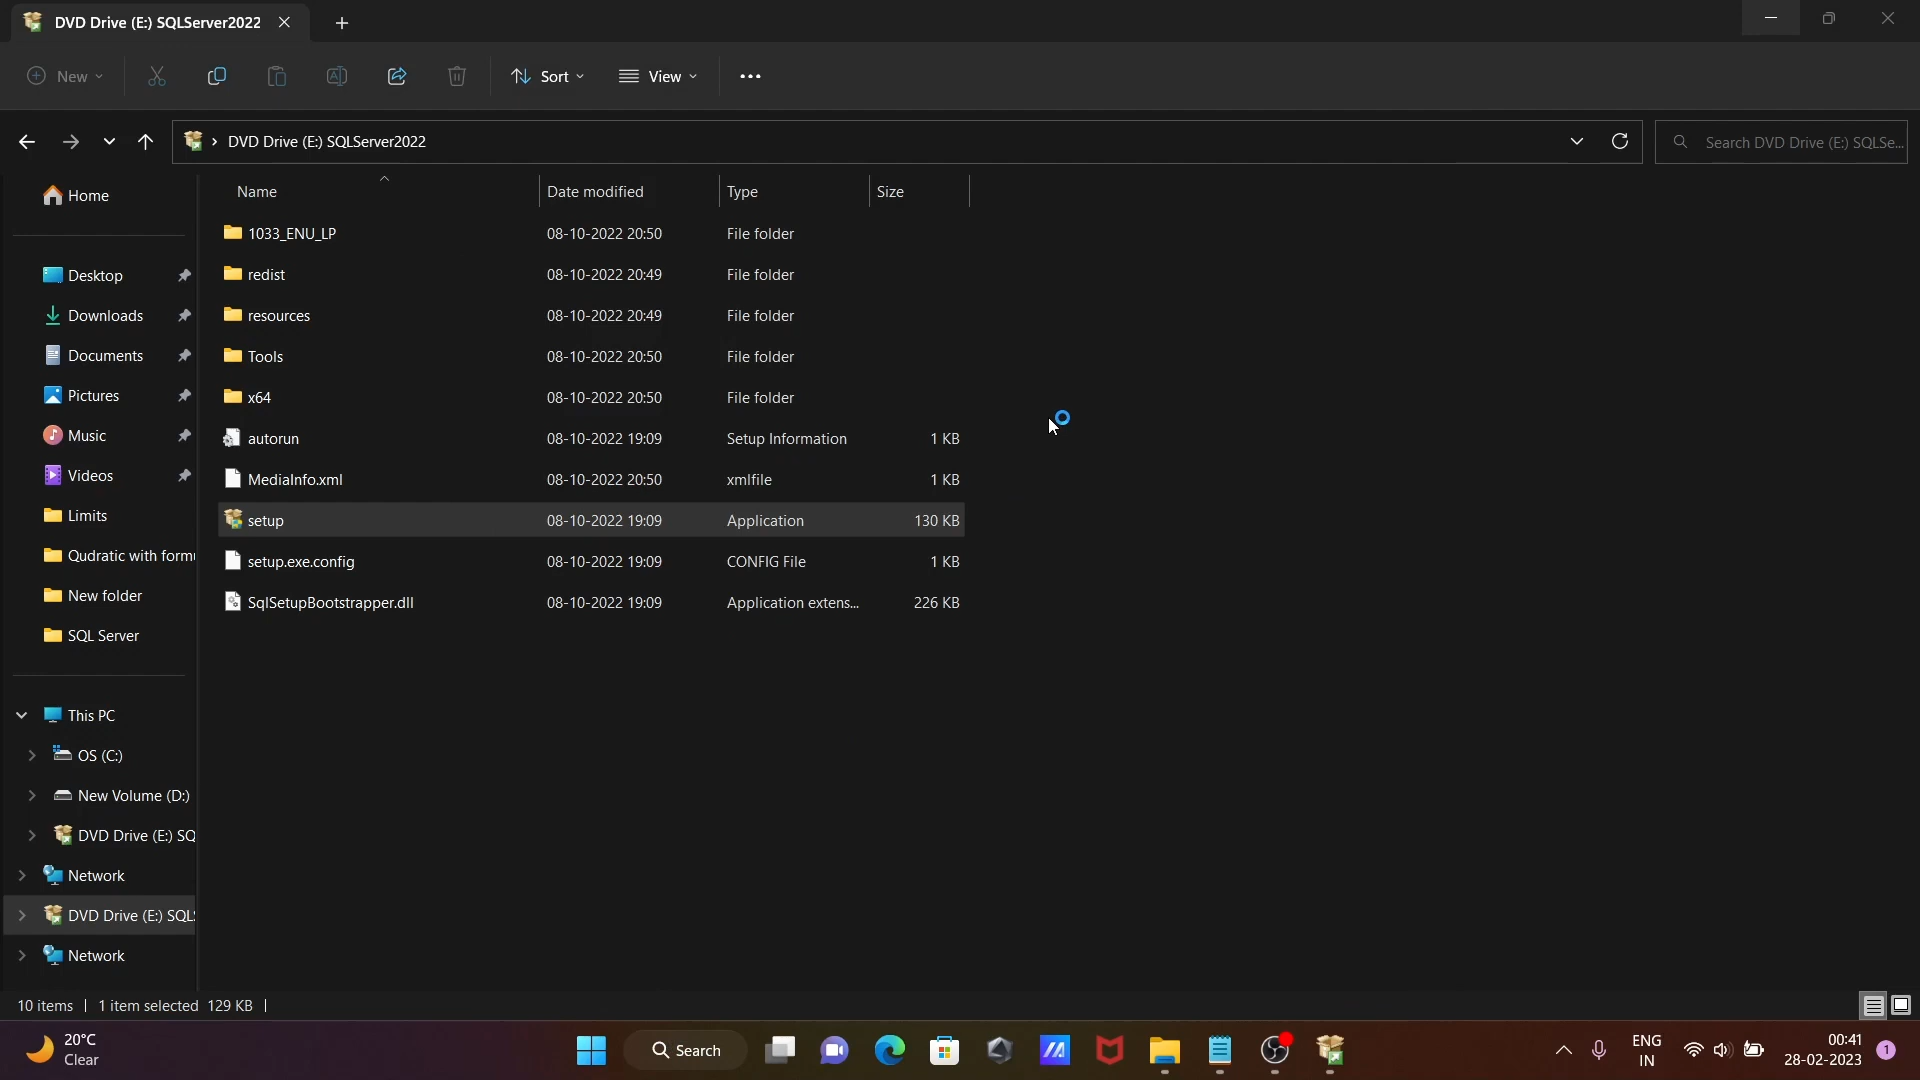 DVD Drive (E:) SQLServer2022
New
Sort
View
DVD Drive (E:) SQLServer2022
Search DVD Drive (E:) SQLSe...
Home
Desktop
Downloads
Documents
Pictures
Music
Videos
Limits
Qudratic with form
New folder
SQL Server
This PC
OS (C:)
New Volume (D:)
DVD Drive (E:) SQ
Network
DVD Drive (E:) SQL
Network
Name Date modified Type Size
1033_ENU_LP 08-10-2022 20:50 File folder
redist 08-10-2022 20:49 File folder
resources 08-10-2022 20:49 File folder
Tools 08-10-2022 20:50 File folder
x64 08-10-2022 20:50 File folder
autorun 08-10-2022 19:09 Setup Information 1 KB
MediaInfo.xml 08-10-2022 20:50 xmlfile 1 KB
setup 08-10-2022 19:09 Application 130 KB
setup.exe.config 08-10-2022 19:09 CONFIG File 1 KB
SqlSetupBootstrapper.dll 08-10-2022 19:09 Application extens... 226 KB
10 items 1 item selected 129 KB
20°C
Clear
Search
ENG
IN
00:41
28-02-2023
1